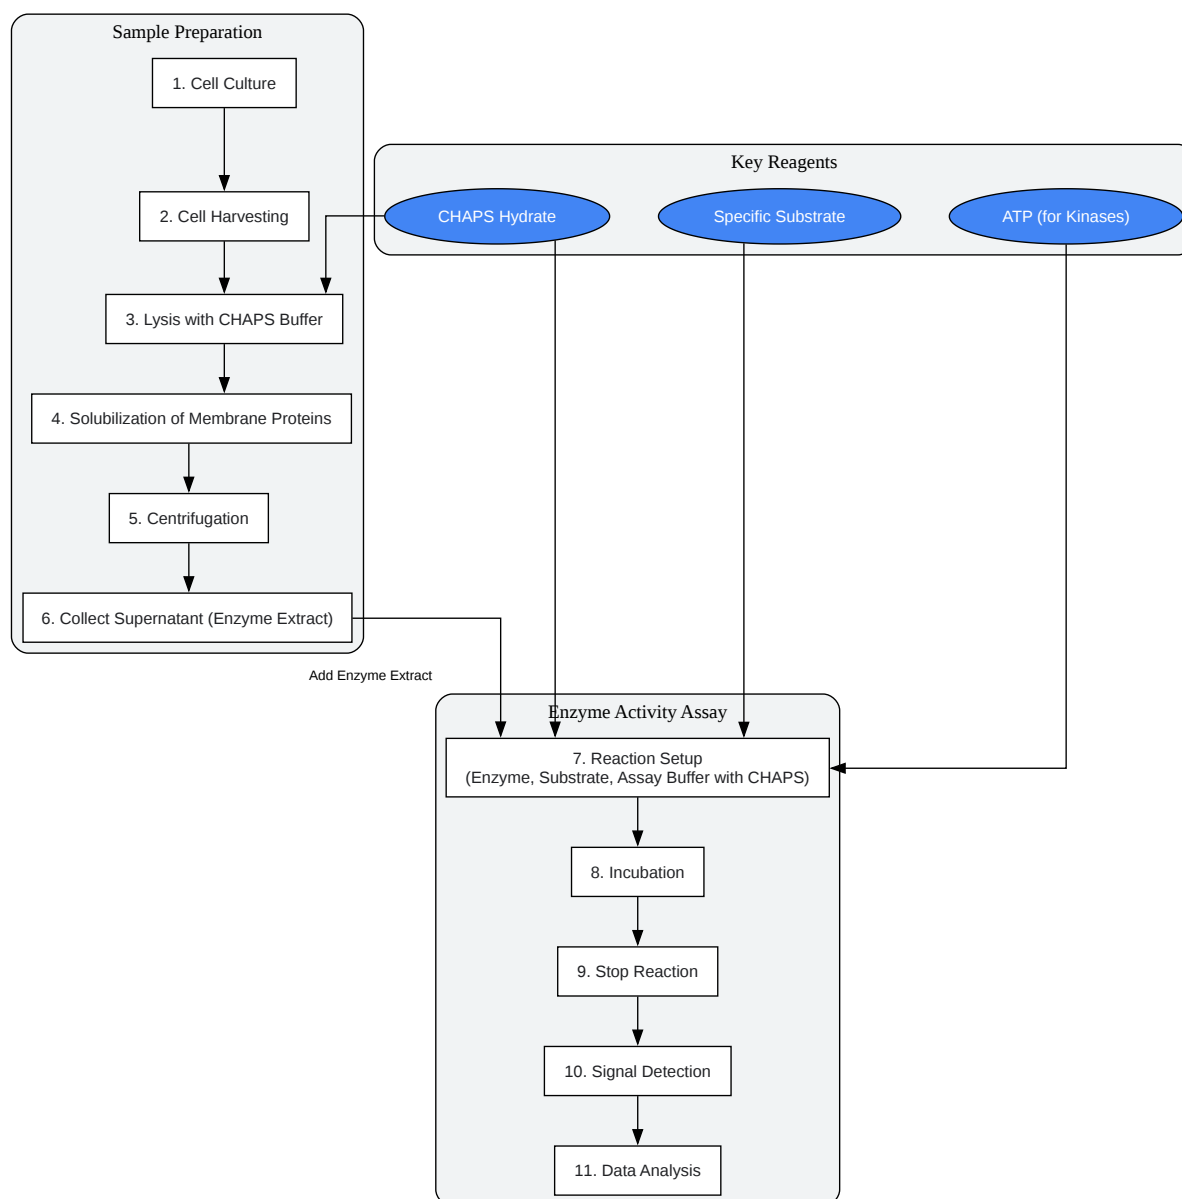 Sample Preparation
1. Cell Culture
2. Cell Harvesting
3. Lysis with CHAPS Buffer
4. Solubilization of Membrane Proteins
5. Centrifugation
6. Collect Supernatant (Enzyme Extract)
Key Reagents
CHAPS Hydrate
Specific Substrate
ATP (for Kinases)
Add Enzyme Extract
Enzyme Activity Assay
7. Reaction Setup
(Enzyme, Substrate, Assay Buffer with CHAPS)
8. Incubation
9. Stop Reaction
10. Signal Detection
11. Data Analysis